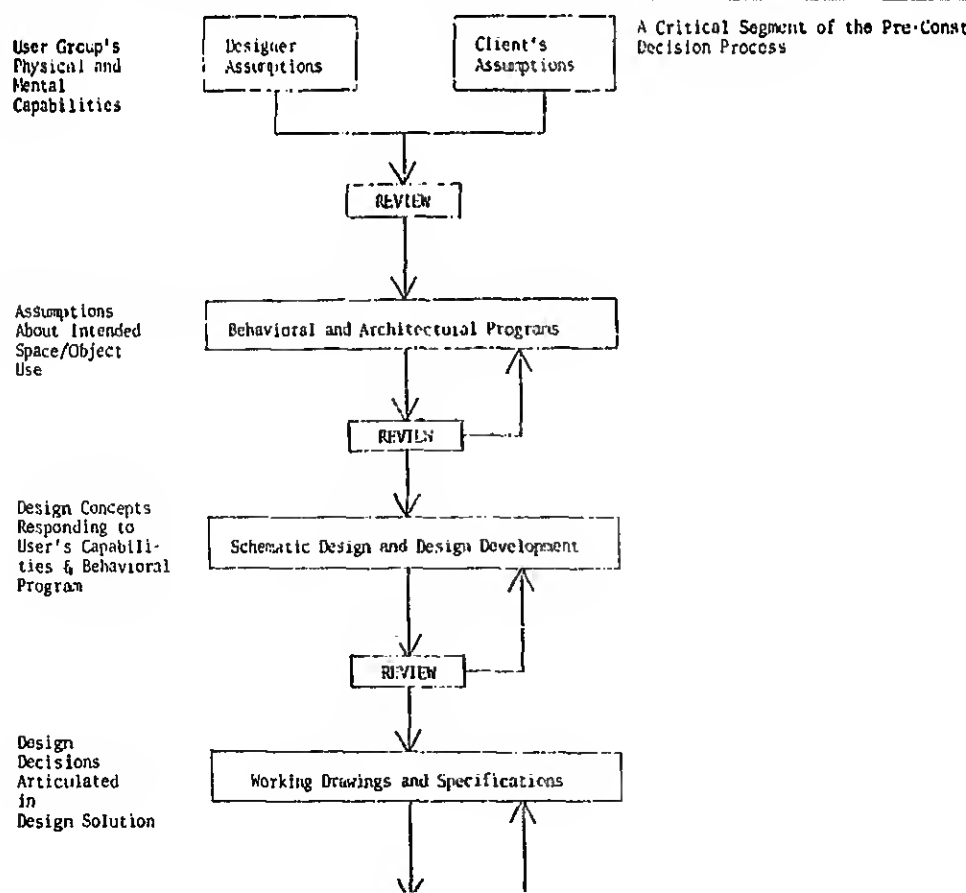 A Critical Segment of the Pre-Const
Decision Process
User Group's
Physical and
Mental
Capabilities
Designer
Assumptions
Client's
Assumptions
REVIEW
Assumptions
About Intended
Space/Object
Use
Behavioral and Architectural Programs
REVIEW
Design Concepts
Responding to
User's Capabili-
ties & Behavioral
Program
Schematic Design and Design Development
REVIEW
Design
Decisions
Articulated
in
Design Solution
Working Drawings and Specifications